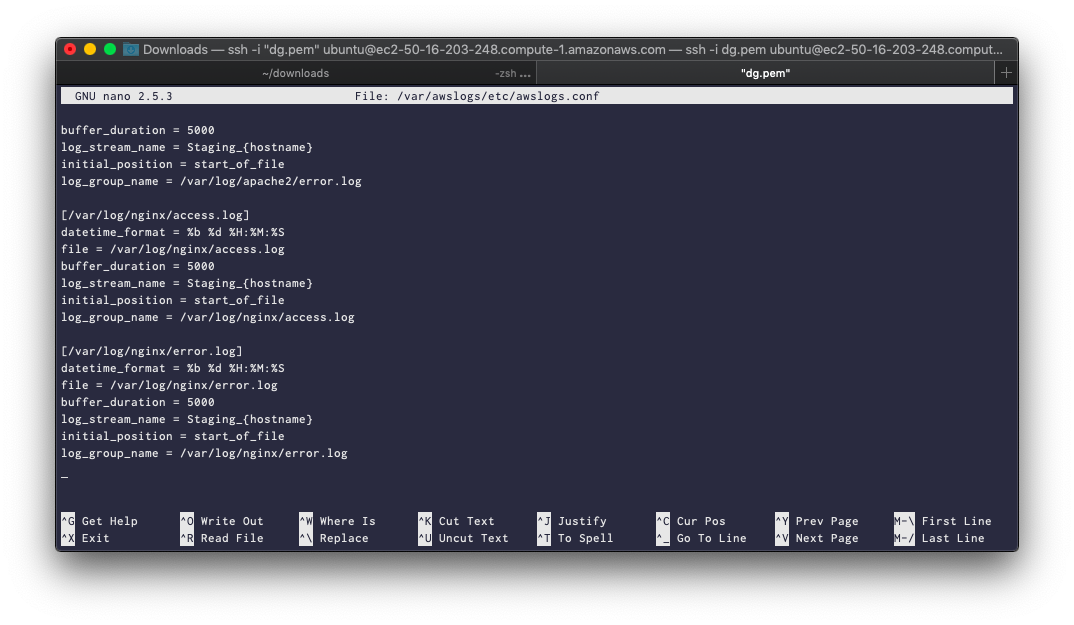 Downloads — ssh -i "dg.pem" ubuntu@ec2-50-16-203-248.compute-1.amazonaws.com — ssh -i dg.pem ubuntu@ec2-50-16-203-248.comput...
~/downloads -zsh ... "dg.pem" +
GNU nano 2.5.3 File: /var/awslogs/etc/awslogs.conf
buffer_duration = 5000
log_stream_name = Staging_{hostname}
initial_position = start_of_file
log_group_name = /var/log/apache2/error.log
[/var/log/nginx/access.log]
datetime_format = %b %d %H:%M:%S
file = /var/log/nginx/access.log
buffer_duration = 5000
log_stream_name = Staging_{hostname}
initial_position = start_of_file
log_group_name = /var/log/nginx/access.log
[/var/log/nginx/error.log]
datetime_format = %b %d %H:%M:%S
file = /var/log/nginx/error.log
buffer_duration = 5000
log_stream_name = Staging_{hostname}
initial_position = start_of_file
log_group_name = /var/log/nginx/error.log
^G Get Help ^O Write Out ^W Where Is ^K Cut Text ^J Justify ^C Cur Pos ^Y Prev Page M-\ First Line
^X Exit ^R Read File ^\ Replace ^U Uncut Text ^T To Spell ^_ Go To Line ^V Next Page M-/ Last Line